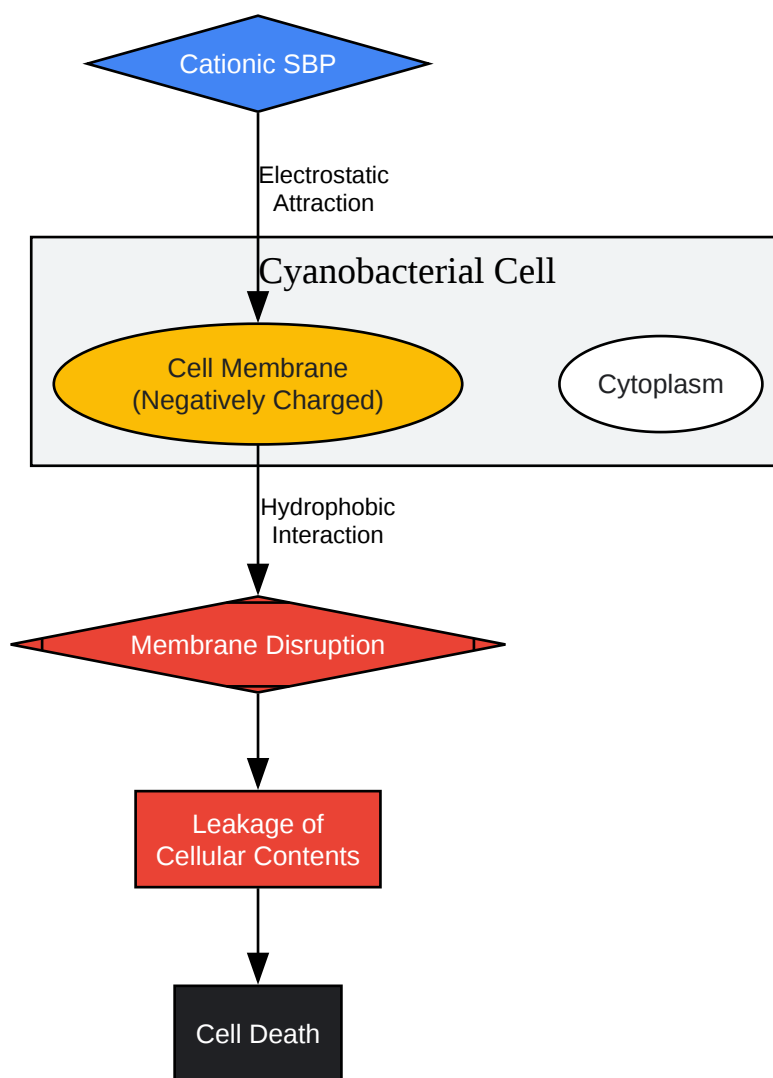 Cationic SBP
Electrostatic
Attraction
Cyanobacterial Cell
Cell Membrane
(Negatively Charged)
Cytoplasm
Hydrophobic
Interaction
Membrane Disruption
Leakage of
Cellular Contents
Cell Death